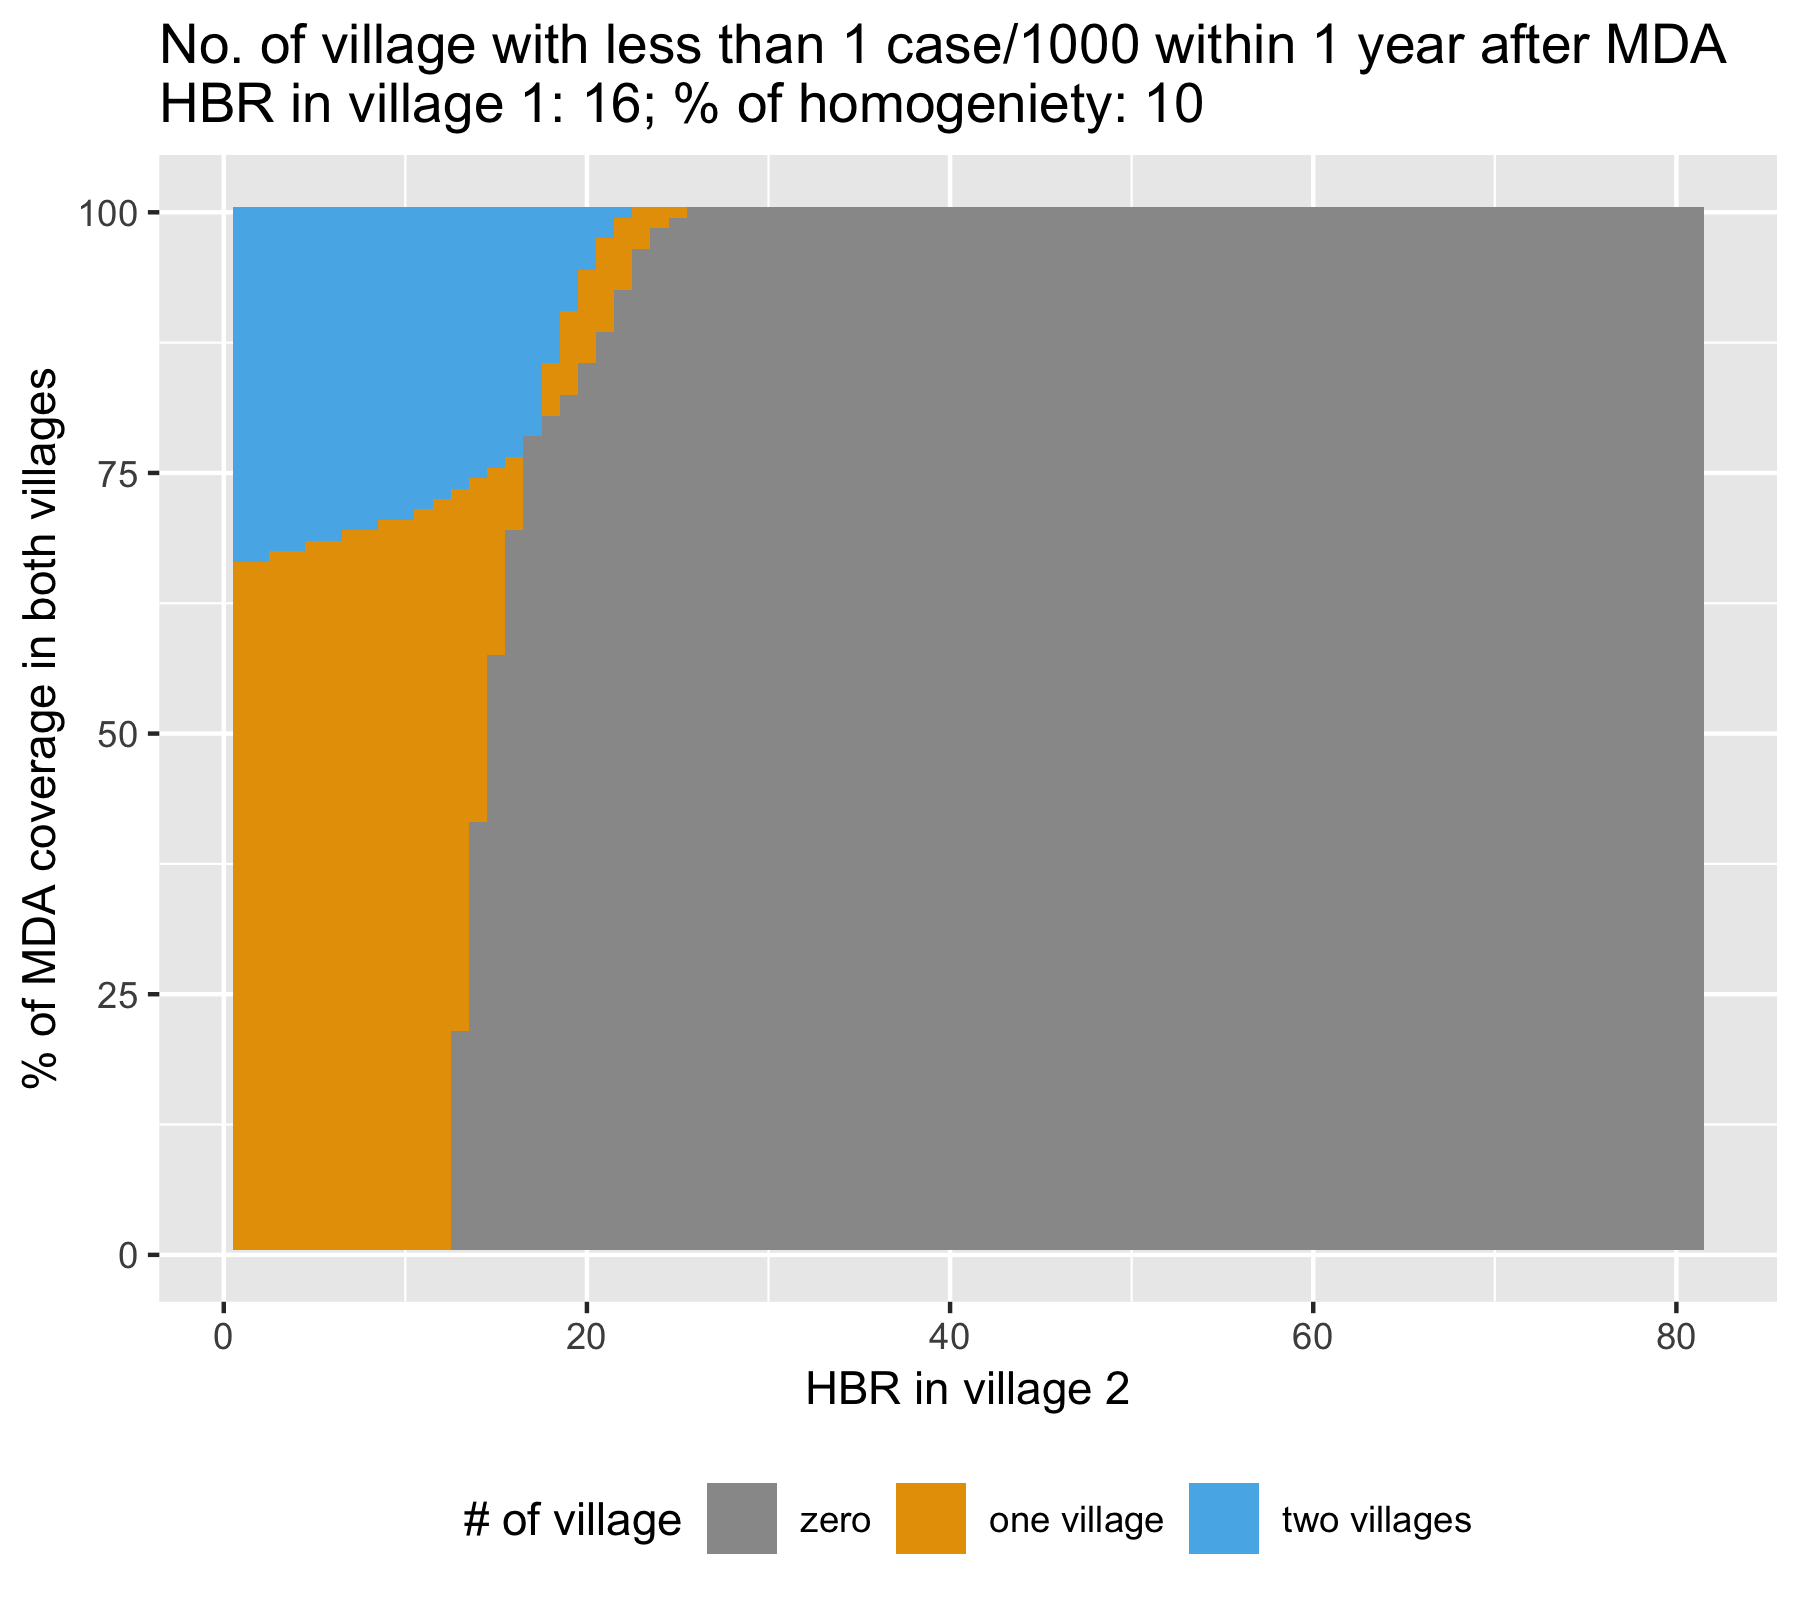 No. of village with less than 1 case/1000 within 1 year after MDA
HBR in village 1: 16; % of homogeniety: 10
% of MDA coverage in both villages
100
75
50
25
0
0 20 40 60 80
HBR in village 2
# of village zero one village two villages